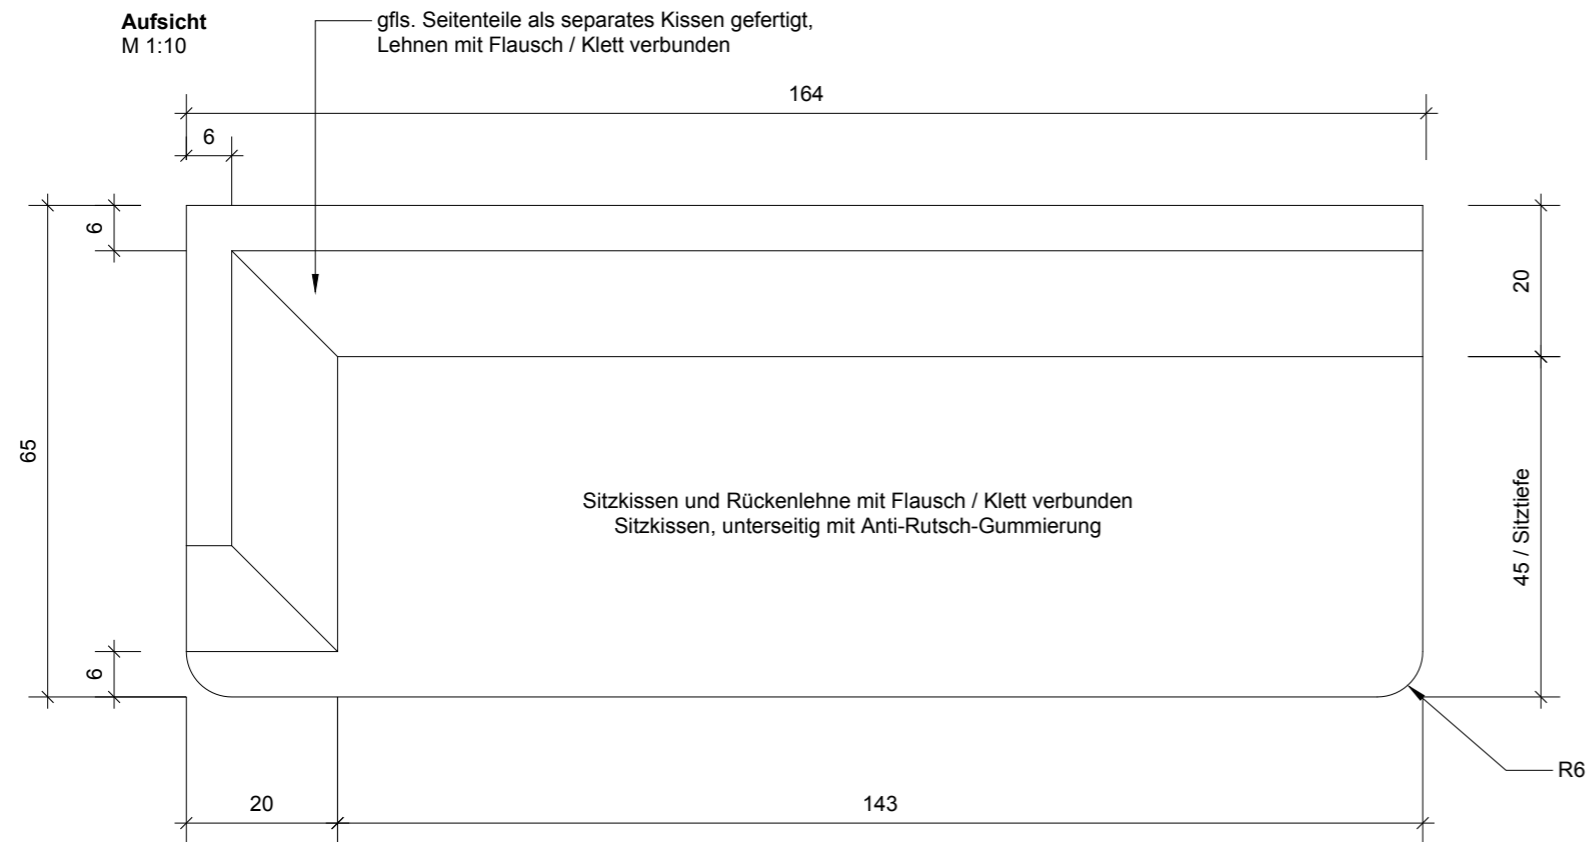 Aufsicht
M 1:10
gfls. Seitenteile als separates Kissen gefertigt,
Lehnen mit Flausch / Klett verbunden
164
6
6
65
20
Sitzkissen und Rückenlehne mit Flausch / Klett verbunden
Sitzkissen, unterseitig mit Anti-Rutsch-Gummierung
45 / Sitztiefe
6
R6
20
143